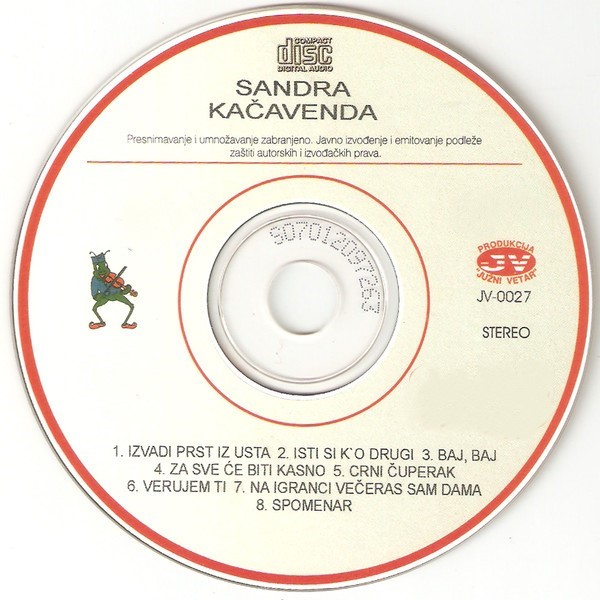 COMPACT
disc
DIGITAL AUDIO
SANDRA
KAČAVENDA
Presnimavanje i umnožavanje zabranjeno. Javno izvođenje i emitovanje podleže
zaštiti autorskih i izvođačkih prava.
S07012097263
PRODUKCIJA
JV
"JUŽNI VETAR"
JV-0027
STEREO
1. IZVADI PRST IZ USTA 2. ISTI SI K`O DRUGI 3. BAJ, BAJ
4. ZA SVE ĆE BITI KASNO 5. CRNI ČUPERAK
6. VERUJEM TI 7. NA IGRANCI VEČERAS SAM DAMA
8. SPOMENAR